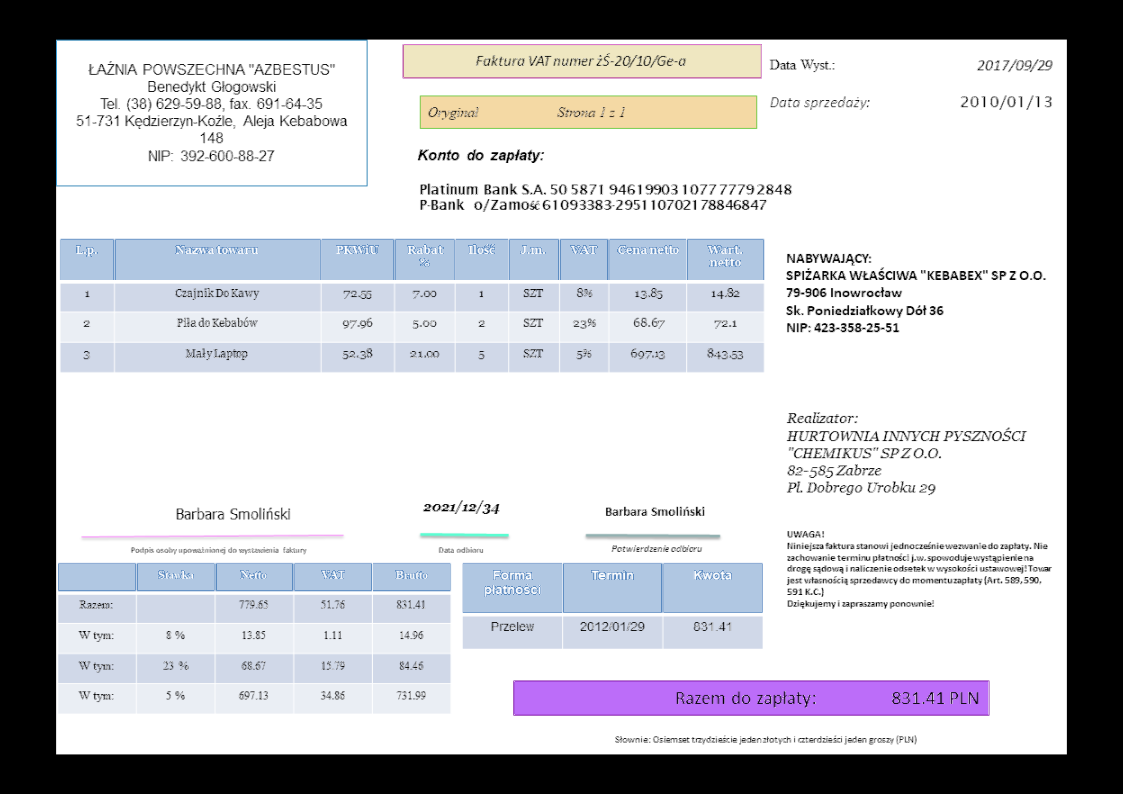 ŁAŹNIA POWSZECHNA "AZBESTUS"
Benedykt Głogowski
Tel. (38) 629-59-88, fax. 691-64-35
51-731 Kędzierzyn-Koźle, Aleja Kebabowa
148
NIP: 392-600-88-27
Faktura VAT numer żŚ-20/10/Ge-a
Oryginał Strona 1 z 1
Data Wyst.: 2017/09/29
Data sprzedaży: 2010/01/13
Konto do zapłaty:
Platinum Bank S.A. 50 5871 94619903 1077777792848
P-Bank o/Zamość 61093383-295110702178846847
L.p. Nazwa towaru PKWiU Rabat % Ilość J.m. VAT Cena netto Wart. netto
1 Czajnik Do Kawy 72.55 7.00 1 SZT 8% 13.85 14.82
2 Piła do Kebabów 97.96 5.00 2 SZT 23% 68.67 72.1
3 Mały Laptop 52.38 21.00 5 SZT 5% 697.13 843.53
NABYWAJĄCY:
SPIŻARKA WŁAŚCIWA "KEBABEX" SP Z O.O.
79-906 Inowrocław
Sk. Poniedziałkowy Dół 36
NIP: 423-358-25-51
Realizator:
HURTOWNIA INNYCH PYSZNOŚCI
"CHEMIKUS" SP Z O.O.
82-585 Zabrze
Pl. Dobrego Urobku 29
Barbara Smoliński
Podpis osoby upoważnionej do wystawienia faktury
2021/12/34
Data odbioru
Barbara Smoliński
Potwierdzenie odbioru
UWAGA!
Niniejsza faktura stanowi jednocześnie wezwanie do zapłaty. Nie
zachowanie terminu płatności j.w. spowoduje wystąpienie na
drogę sądową i naliczenie odsetek w wysokości ustawowej! Towar
jest własnością sprzedawcy do momentu zapłaty (Art. 589, 590,
591 K.C.)
Dziękujemy i zapraszamy ponownie!
Stawka Netto VAT Brutto
Razem: 779.65 51.76 831.41
W tym: 8 % 13.85 1.11 14.96
W tym: 23 % 68.67 15.79 84.46
W tym: 5 % 697.13 34.86 731.99
Forma płatności Termin Kwota
Przelew 2012/01/29 831.41
Razem do zapłaty: 831.41 PLN
Słownie: Osiemset trzydzieście jeden złotych i czterdzieści jeden groszy (PLN)